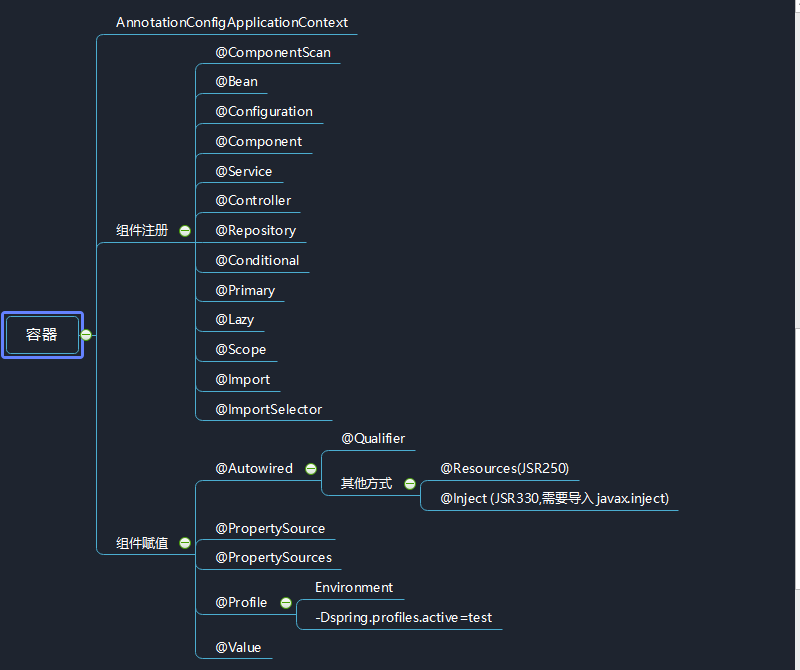 AnnotationConfigApplicationContext
@ComponentScan
@Bean
@Configuration
@Component
@Service
@Controller
组件注册
@Repository
@Conditional
@Primary
@Lazy
容器
@Scope
@Import
@ImportSelector
@Qualifier
@Autowired
@Resources(JSR250)
其他方式
@Inject (JSR330,需要导入 javax.inject)
@PropertySource
组件赋值
@PropertySources
Environment
@Profile
-Dspring.profiles.active=test
@Value